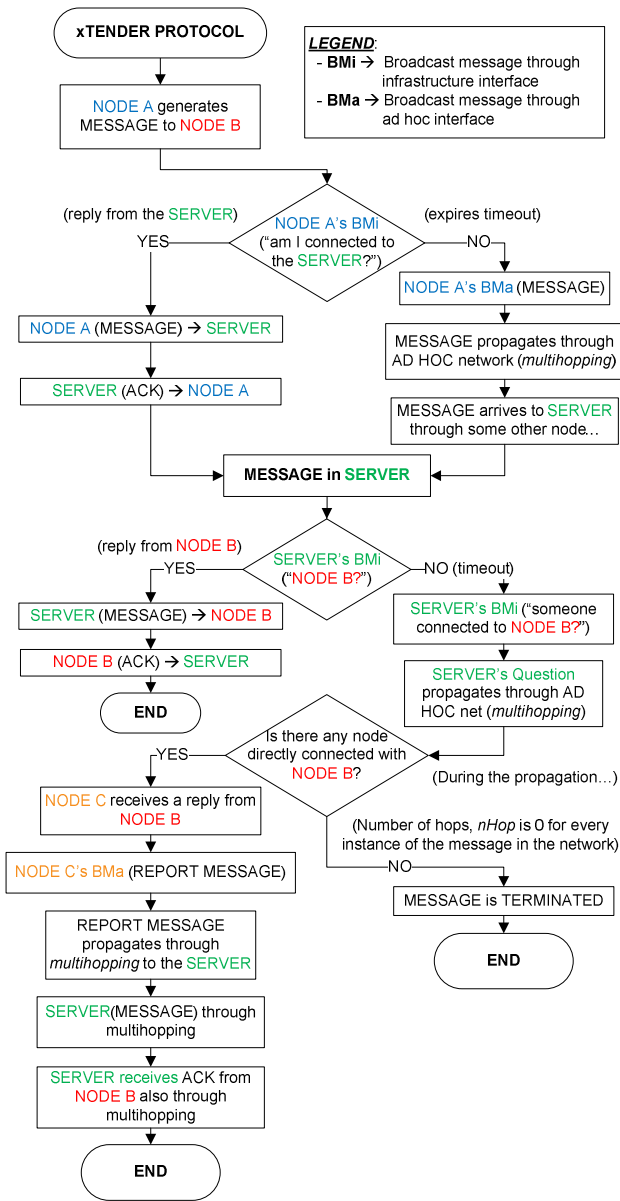 xTENDER PROTOCOL
LEGEND:
- BMi → Broadcast message through
infrastructure interface
- BMa → Broadcast message through
ad hoc interface
NODE A generates
MESSAGE to NODE B
(reply from the SERVER)
YES
NODE A's BMi
("am I connected to
the SERVER?")
(expires timeout)
NO
NODE A (MESSAGE) → SERVER
SERVER (ACK) → NODE A
NODE A's BMa (MESSAGE)
MESSAGE propagates through
AD HOC network (multihopping)
MESSAGE arrives to SERVER
through some other node…
MESSAGE in SERVER
(reply from NODE B)
YES
SERVER's BMi
("NODE B?")
NO (timeout)
SERVER (MESSAGE) → NODE B
NODE B (ACK) → SERVER
END
SERVER's BMi ("someone
connected to NODE B?")
SERVER's Question
propagates through AD
HOC net (multihopping)
(During the propagation…)
Is there any node
directly connected with
NODE B?
YES
NODE C receives a reply from
NODE B
NODE C's BMa (REPORT MESSAGE)
REPORT MESSAGE
propagates through
multihopping to the SERVER
SERVER(MESSAGE) through
multihopping
SERVER receives ACK from
NODE B also through
multihopping
END
(Number of hops, nHop is 0 for every
instance of the message in the network)
NO
MESSAGE is TERMINATED
END